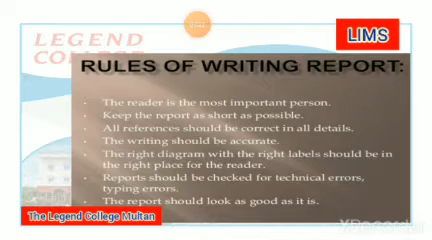 LIMS
LEGEND
COLLEGE
RULES OF WRITING REPORT:
The reader is the most important person.
Keep the report as short as possible.
All references should be correct in all details.
The writing should be accurate.
The right diagram with the right labels should be in
the right place for the reader.
Reports should be checked for technical errors,
typing errors.
The report should look as good as it is.
The Legend College Multan